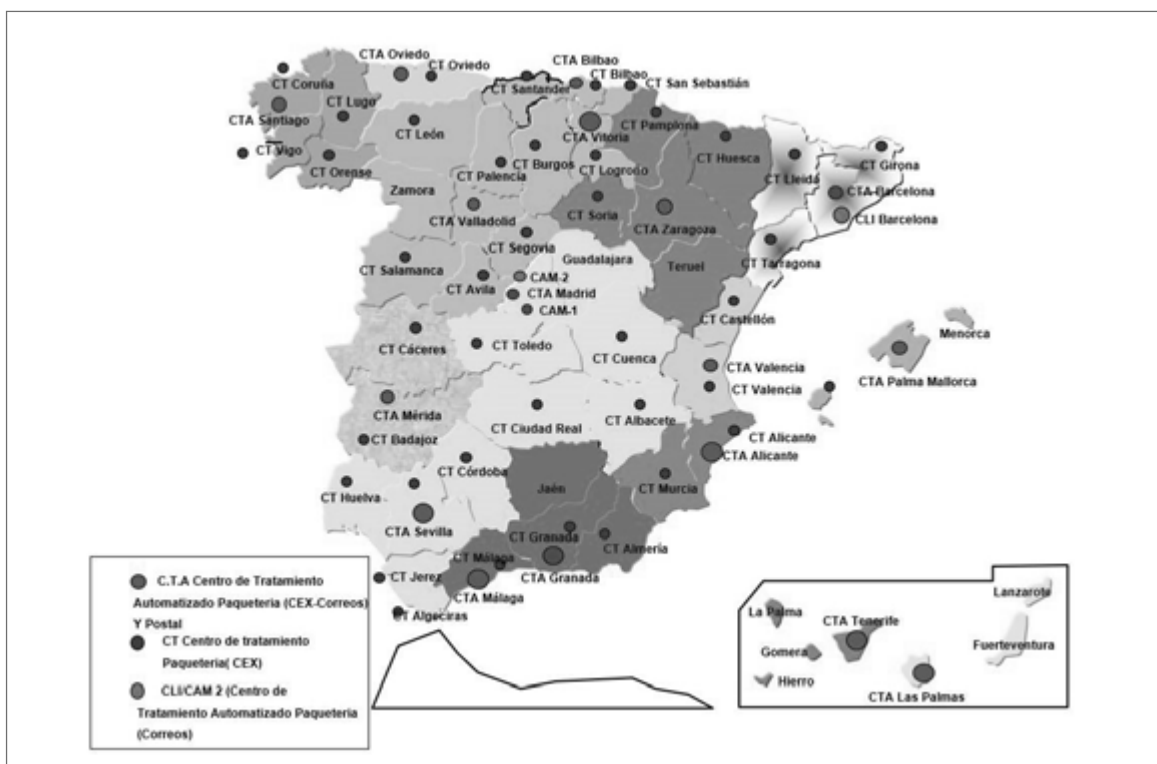 CTA Oviedo
CT Oviedo
CTA Bilbao
CT Bilbao
CT San Sebastián
CT Coruña
CT Santander
CT Lugo
CTA Santiago
CT León
CTA Vitoria
CT Pamplona
CT Vigo
CT Orense
CT Palencia
CT Burgos
CT Logroño
CT Huesca
CT Lleida
CT Girona
Zamora
CTA Barcelona
CTA Valladolid
CT Soria
CTA Zaragoza
CLI Barcelona
CT Segovia
Guadalajara
CT Salamanca
Teruel
CT Tarragona
CT Avila
CAM-2
CTA Madrid
CAM-1
CT Castellón
Menorca
CT Cáceres
CT Toledo
CT Cuenca
CTA Valencia
CTA Palma Mallorca
CT Valencia
CTA Mérida
CT Ciudad Real
CT Albacete
CT Badajoz
CT Alicante
CTA Alicante
CT Córdoba
CT Huelva
Jaén
CT Murcia
CTA Sevilla
CT Granada
CT Almería
CT Málaga
CT Jerez
CTA Granada
CTA Málaga
CT Algeciras
C.T.A Centro de Tratamiento
Automatizado Paqueteria (CEX-Correos)
Y Postal
CT Centro de tratamiento
Paqueteria( CEX)
CLI/CAM 2 (Centro de
Tratamiento Automatizado Paqueteria
(Correos)
La Palma
Lanzarote
CTA Tenerife
Gomera
Fuerteventura
Hierro
CTA Las Palmas